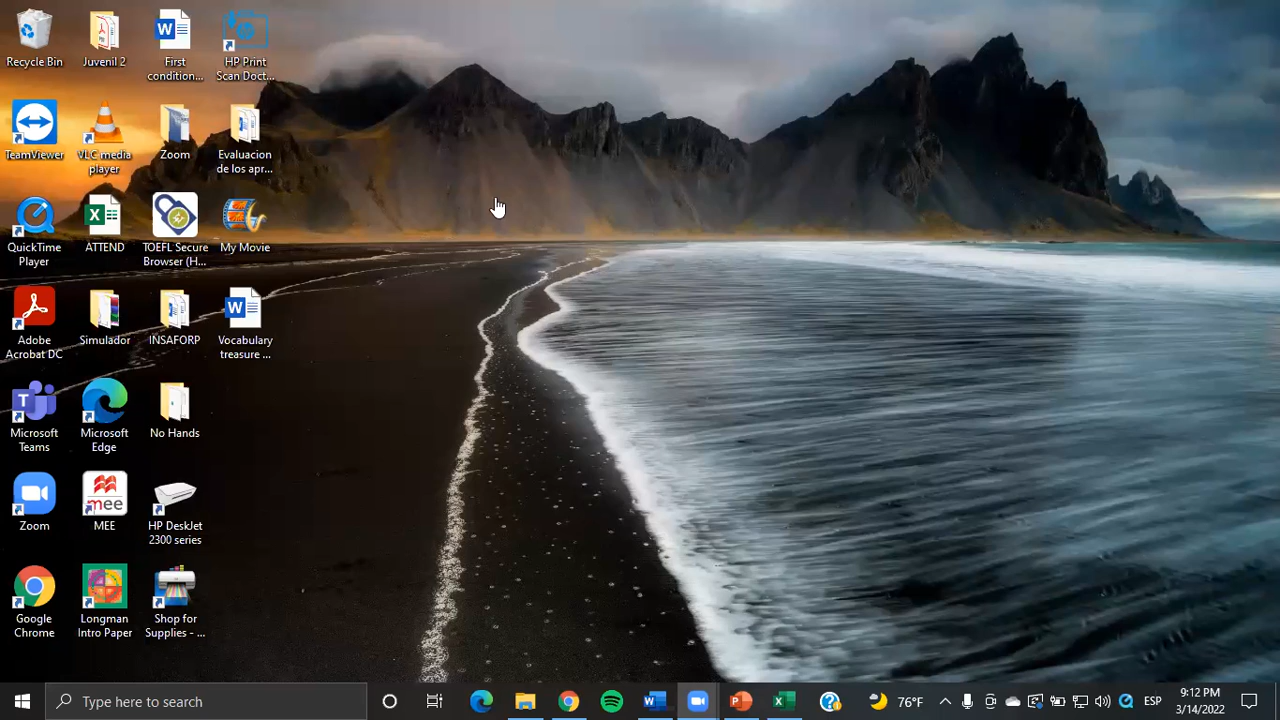 Recycle Bin
Juvenil 2
First
condition...
HP Print
Scan Doct...
TeamViewer
VLC media
player
Zoom
Evaluacion
de los apr...
QuickTime
Player
ATTEND
TOEFL Secure
Browser (H...
My Movie
Adobe
Acrobat DC
Simulador
INSAFORP
Vocabulary
treasure ...
Microsoft
Teams
Microsoft
Edge
No Hands
Zoom
mee
MEE
HP DeskJet
2300 series
Google
Chrome
Longman
Intro Paper
Shop for
Supplies - ...
Type here to search
76°F
ESP
9:12 PM
3/14/2022